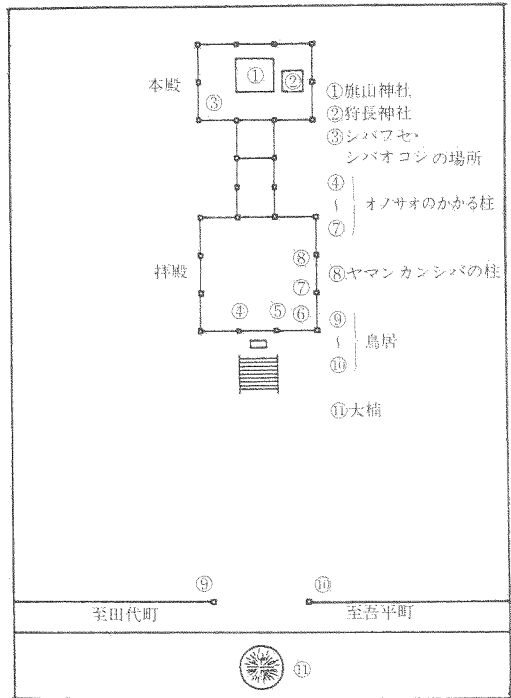 本殿
①
②
③
①旗山神社
②狩長神社
③シバフセ・
シバオコシの場所
④
〜
⑦
オノサオのかかる柱
拝殿
⑧
⑦
④
⑤
⑥
⑧ヤマンカンシバの柱
⑨
〜
⑩
鳥居
⑪大楠
⑨
⑩
至田代町
至吾平町
⑪